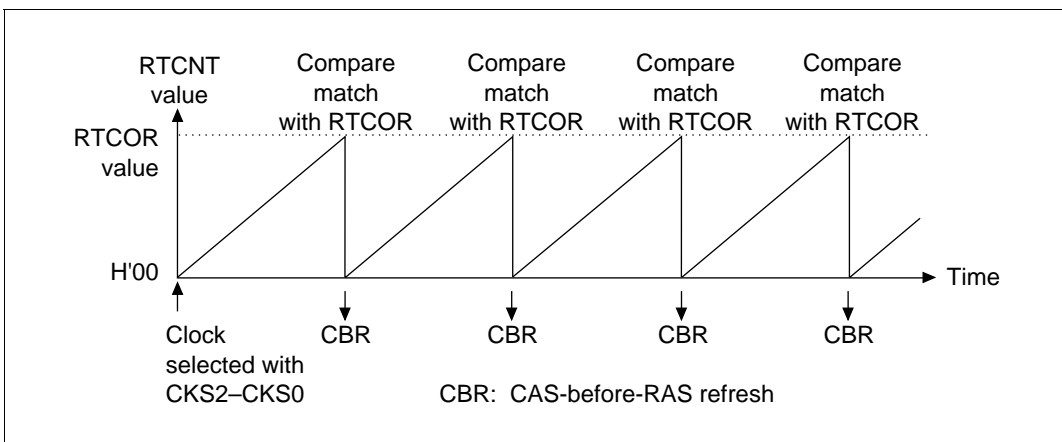 RTCNT
value
Compare
match
with RTCOR
Compare
match
with RTCOR
Compare
match
with RTCOR
Compare
match
with RTCOR
RTCOR
value
H'00
Time
Clock
selected with
CKS2–CKS0
CBR
CBR
CBR
CBR
CBR: CAS-before-RAS refresh